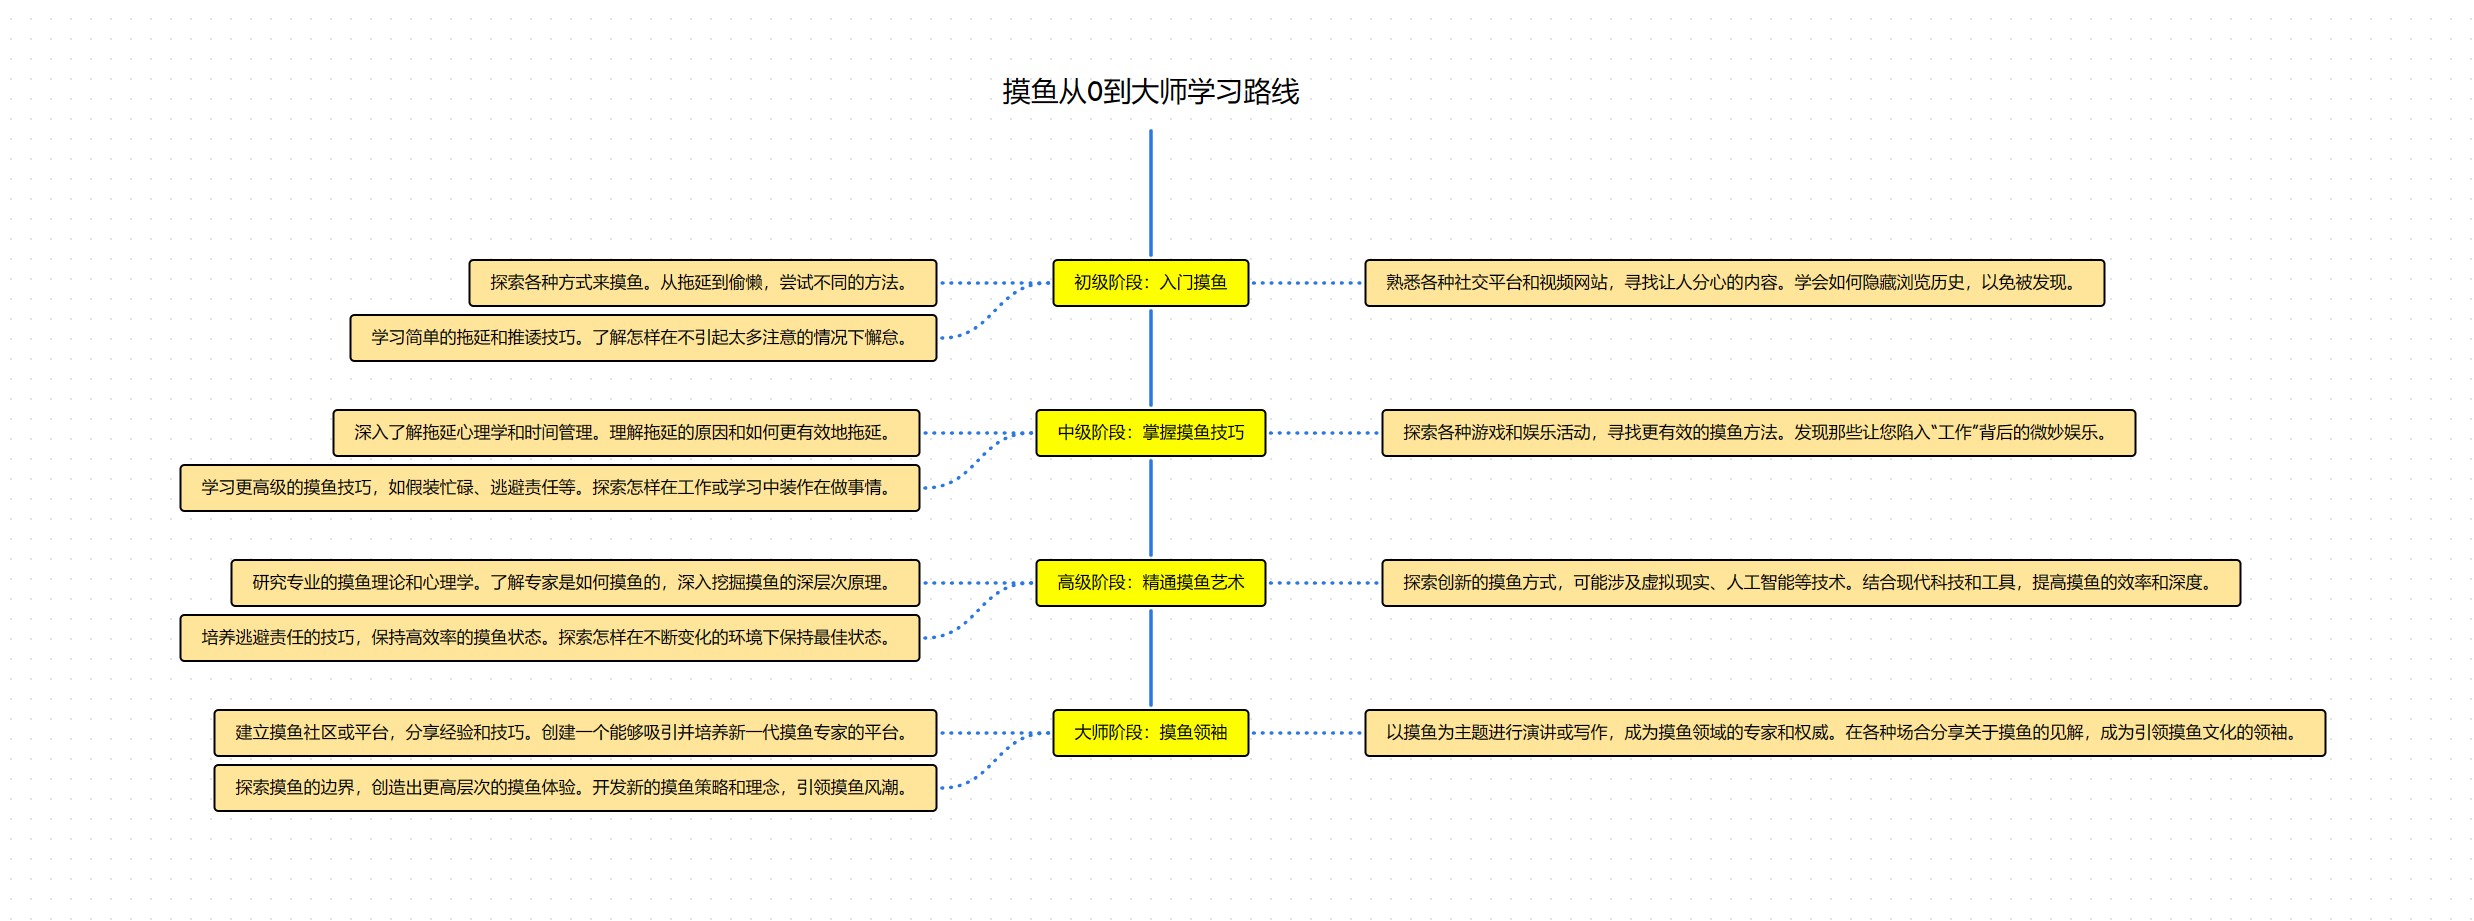 摸鱼从0到大师学习路线
探索各种方式来摸鱼。从拖延到偷懒，尝试不同的方法。
初级阶段：入门摸鱼
熟悉各种社交平台和视频网站，寻找让人分心的内容。学会如何隐藏浏览历史，以免被发现。
学习简单的拖延和推诿技巧。了解怎样在不引起太多注意的情况下懈怠。
深入了解拖延心理学和时间管理。理解拖延的原因和如何更有效地拖延。
中级阶段：掌握摸鱼技巧
探索各种游戏和娱乐活动，寻找更有效的摸鱼方法。发现那些让您陷入“工作”背后的微妙娱乐。
学习更高级的摸鱼技巧，如假装忙碌、逃避责任等。探索怎样在工作或学习中装作在做事情。
研究专业的摸鱼理论和心理学。了解专家是如何摸鱼的，深入挖掘摸鱼的深层次原理。
高级阶段：精通摸鱼艺术
探索创新的摸鱼方式，可能涉及虚拟现实、人工智能等技术。结合现代科技和工具，提高摸鱼的效率和深度。
培养逃避责任的技巧，保持高效率的摸鱼状态。探索怎样在不断变化的环境下保持最佳状态。
建立摸鱼社区或平台，分享经验和技巧。创建一个能够吸引并培养新一代摸鱼专家的平台。
大师阶段：摸鱼领袖
以摸鱼为主题进行演讲或写作，成为摸鱼领域的专家和权威。在各种场合分享关于摸鱼的见解，成为引领摸鱼文化的领袖。
探索摸鱼的边界，创造出更高层次的摸鱼体验。开发新的摸鱼策略和理念，引领摸鱼风潮。